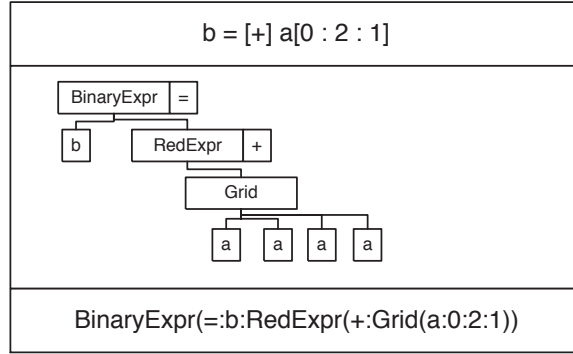 b = [+] a[0 : 2 : 1]
BinaryExpr =
b RedExpr +
Grid
a a a a
BinaryExpr(=:b:RedExpr(+:Grid(a:0:2:1))